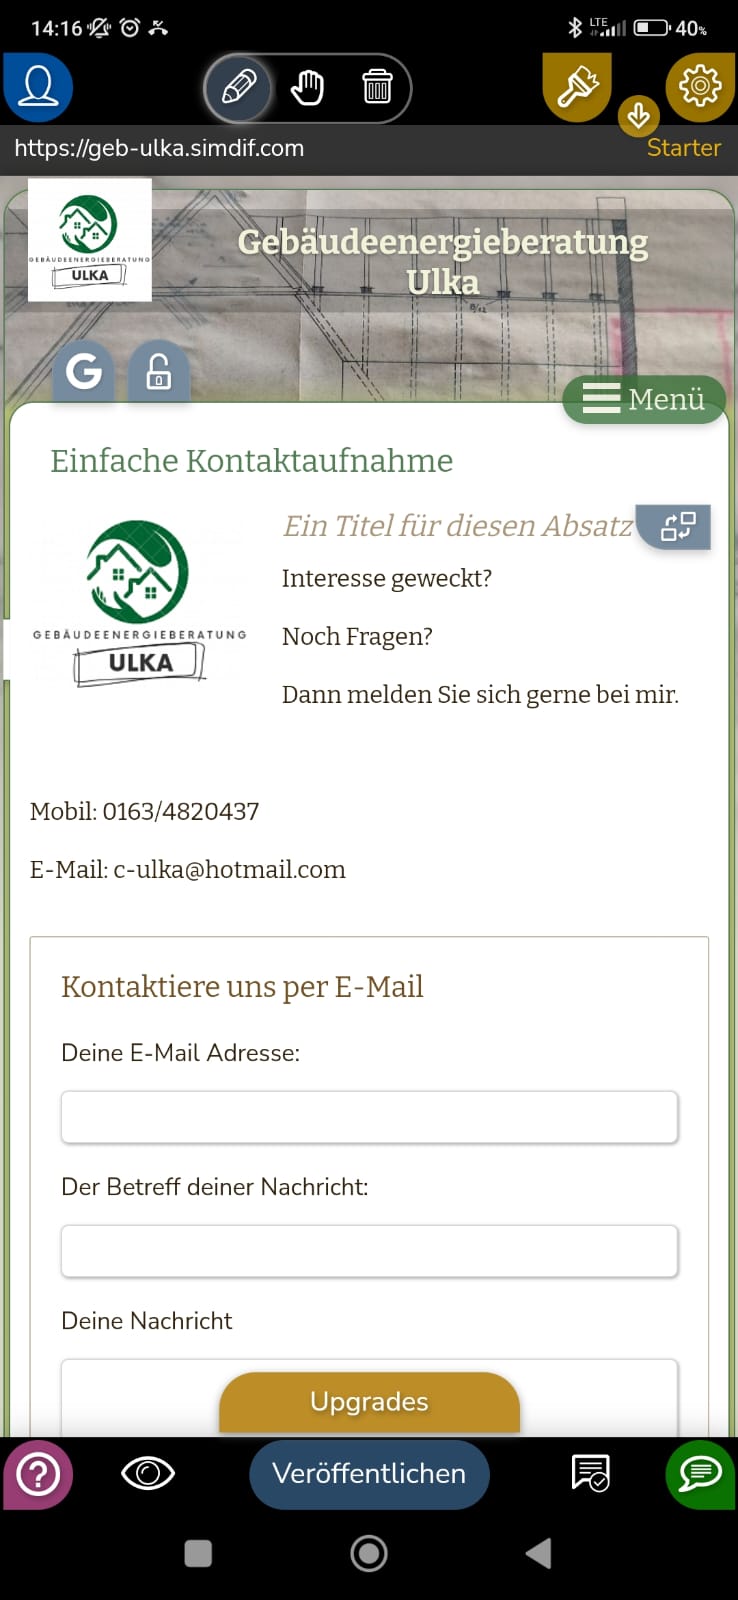 14:16
LTE
40%
https://geb-ulka.simdif.com
Starter
GEBÄUDEENERGIEBERATUNG
ULKA
Gebäudeenergieberatung
Ulka
G
Menü
Einfache Kontaktaufnahme
Ein Titel für diesen Absatz
GEBÄUDEENERGIEBERATUNG
ULKA
Interesse geweckt?
Noch Fragen?
Dann melden Sie sich gerne bei mir.
Mobil: 0163/4820437
E-Mail: c-ulka@hotmail.com
Kontaktiere uns per E-Mail
Deine E-Mail Adresse:
Der Betreff deiner Nachricht:
Deine Nachricht
Upgrades
Veröffentlichen